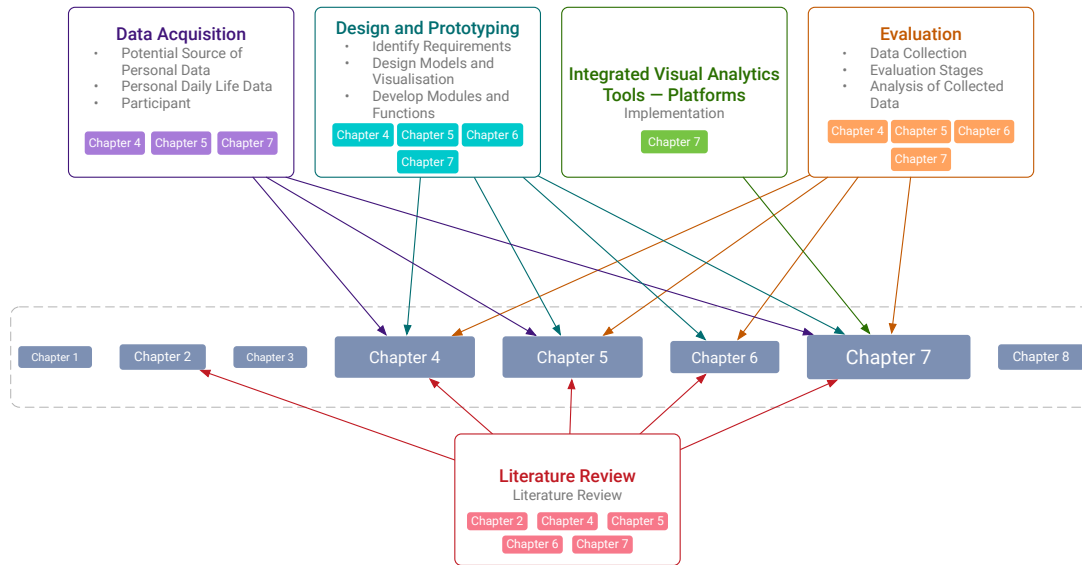 Data Acquisition
• Potential Source of
Personal Data
• Personal Daily Life Data
• Participant
Chapter 4 Chapter 5 Chapter 7
Design and Prototyping
• Identify Requirements
• Design Models and
Visualisation
• Develop Modules and
Functions
Chapter 4 Chapter 5 Chapter 6
Chapter 7
Integrated Visual Analytics
Tools — Platforms
Implementation
Chapter 7
Evaluation
• Data Collection
• Evaluation Stages
• Analysis of Collected
Data
Chapter 4 Chapter 5 Chapter 6
Chapter 7
Chapter 1 Chapter 2 Chapter 3 Chapter 4 Chapter 5 Chapter 6 Chapter 7 Chapter 8
Literature Review
Literature Review
Chapter 2 Chapter 4 Chapter 5
Chapter 6 Chapter 7